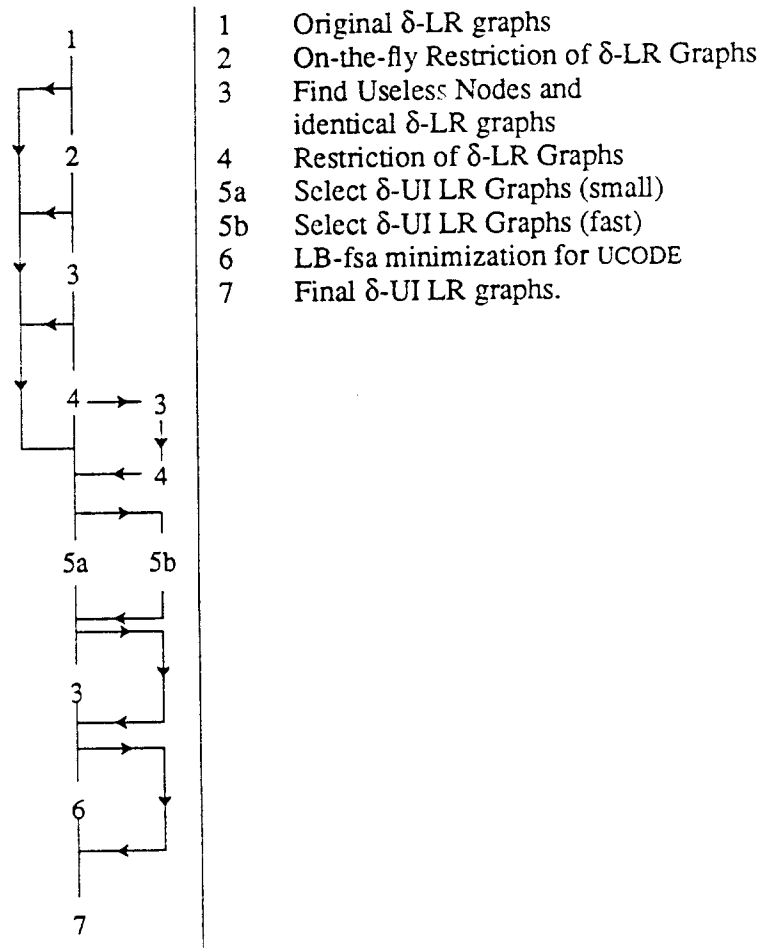 1 Original δ-LR graphs
2 On-the-fly Restriction of δ-LR Graphs
3 Find Useless Nodes and
identical δ-LR graphs
4 Restriction of δ-LR Graphs
5a Select δ-UI LR Graphs (small)
5b Select δ-UI LR Graphs (fast)
6 LB-fsa minimization for UCODE
7 Final δ-UI LR graphs.
1
2
3
4 3
4
5a 5b
3
6
7